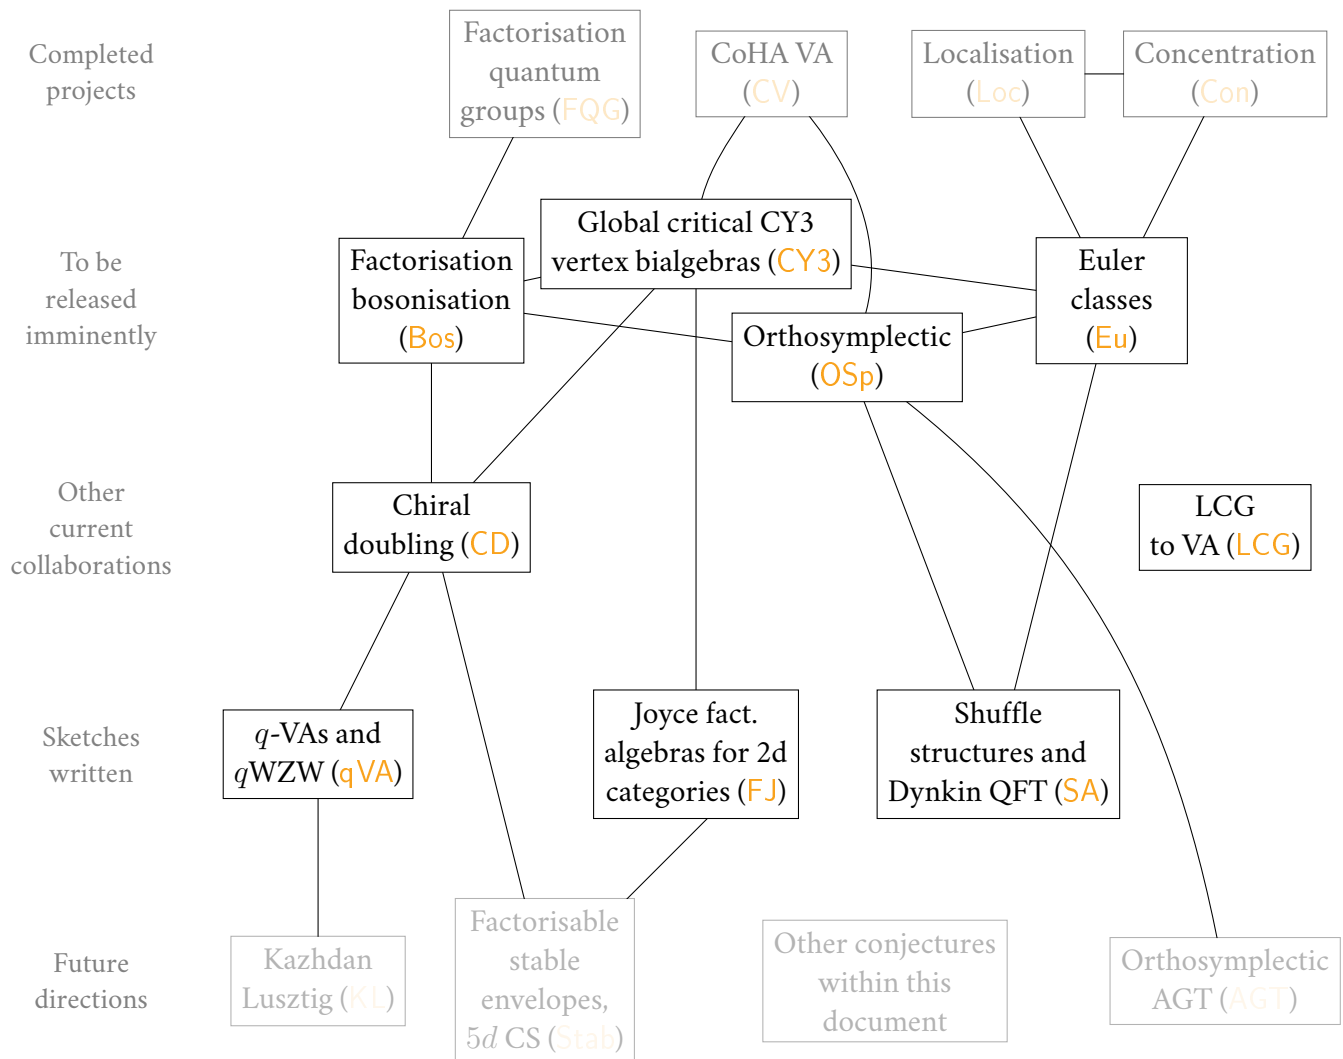 Completed
projects
Factorisation
quantum
groups (FQG)
CoHA VA
(CV)
Localisation
(Loc)
Concentration
(Con)
To be
released
imminently
Factorisation
bosonisation
(Bos)
Global critical CY3
vertex bialgebras (CY3)
Orthosymplectic
(OSp)
Euler
classes
(Eu)
Other
current
collaborations
Chiral
doubling (CD)
LCG
to VA (LCG)
Sketches
written
q-VAs and
qWZW (qVA)
Joyce fact.
algebras for 2d
categories (FJ)
Shuffle
structures and
Dynkin QFT (SA)
Future
directions
Kazhdan
Lusztig (KL)
Factorisable
stable
envelopes,
5d CS (Stab)
Other conjectures
within this
document
Orthosymplectic
AGT (AGT)